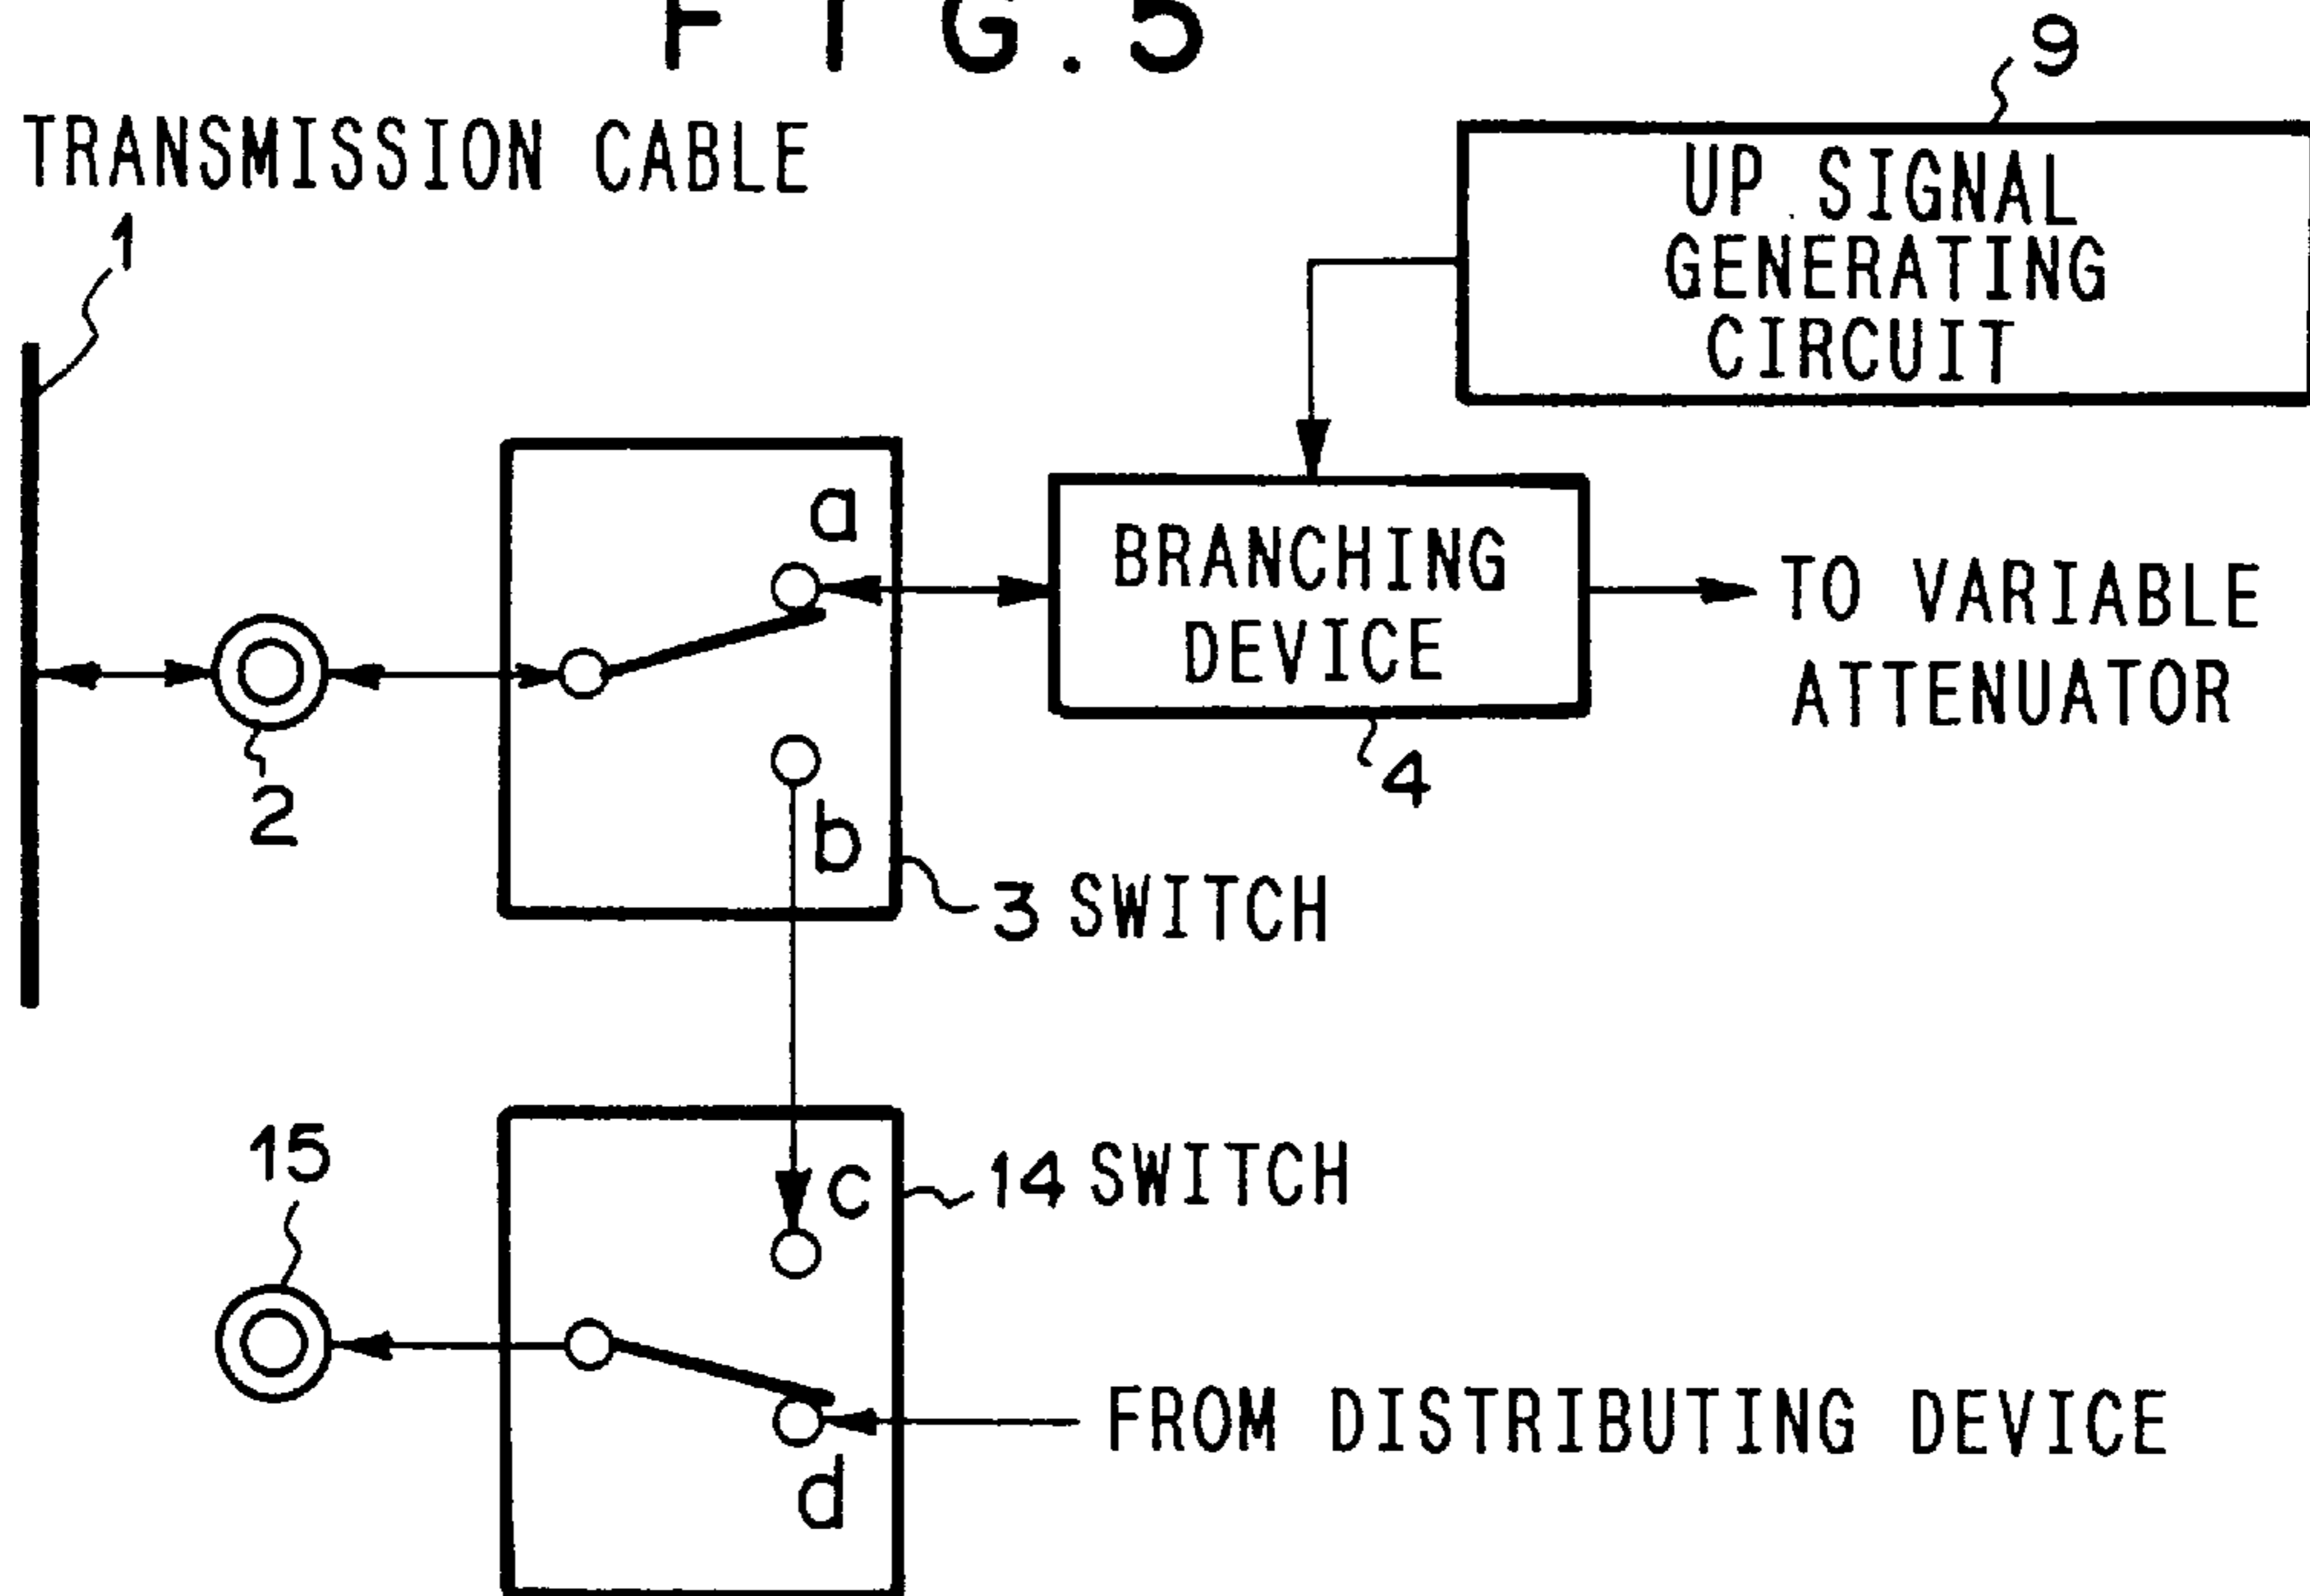 FIG.5
9
TRANSMISSION CABLE
1
UP SIGNAL
GENERATING
CIRCUIT
a
BRANCHING
DEVICE
TO VARIABLE
ATTENUATOR
4
2
b
3 SWITCH
15
c
14 SWITCH
FROM DISTRIBUTING DEVICE
d